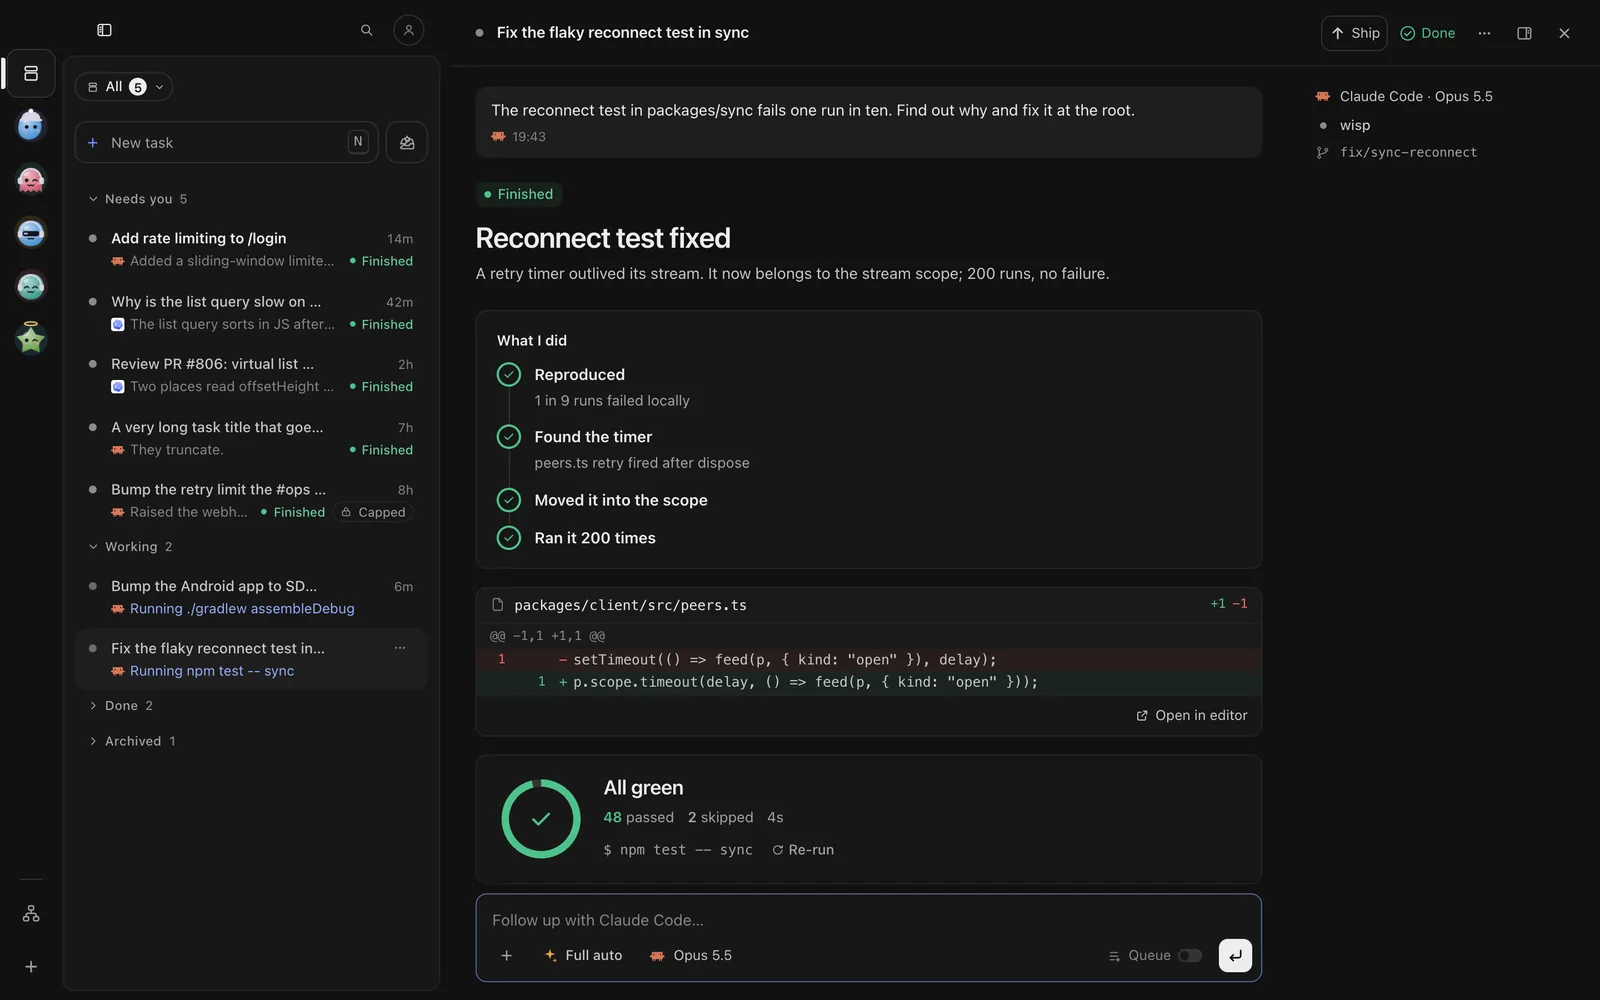 All 5
New task
N
Needs you 5
Add rate limiting to /login 14m
Added a sliding-window limite... Finished
Why is the list query slow on ... 42m
The list query sorts in JS after... Finished
Review PR #806: virtual list ... 2h
Two places read offsetHeight ... Finished
A very long task title that goe... 7h
They truncate. Finished
Bump the retry limit the #ops ... 8h
Raised the webh... Finished Capped
Working 2
Bump the Android app to SD... 6m
Running ./gradlew assembleDebug
Fix the flaky reconnect test in...
Running npm test -- sync
Done 2
Archived 1
Fix the flaky reconnect test in sync
Ship Done
The reconnect test in packages/sync fails one run in ten. Find out why and fix it at the root.
19:43
Finished
Reconnect test fixed
A retry timer outlived its stream. It now belongs to the stream scope; 200 runs, no failure.
What I did
Reproduced
1 in 9 runs failed locally
Found the timer
peers.ts retry fired after dispose
Moved it into the scope
Ran it 200 times
packages/client/src/peers.ts +1 −1
@@ −1,1 +1,1 @@
1 − setTimeout(() => feed(p, { kind: "open" }), delay);
1 + p.scope.timeout(delay, () => feed(p, { kind: "open" }));
Open in editor
All green
48 passed 2 skipped 4s
$ npm test -- sync Re-run
Follow up with Claude Code...
Full auto Opus 5.5 Queue
Claude Code · Opus 5.5
wisp
fix/sync-reconnect